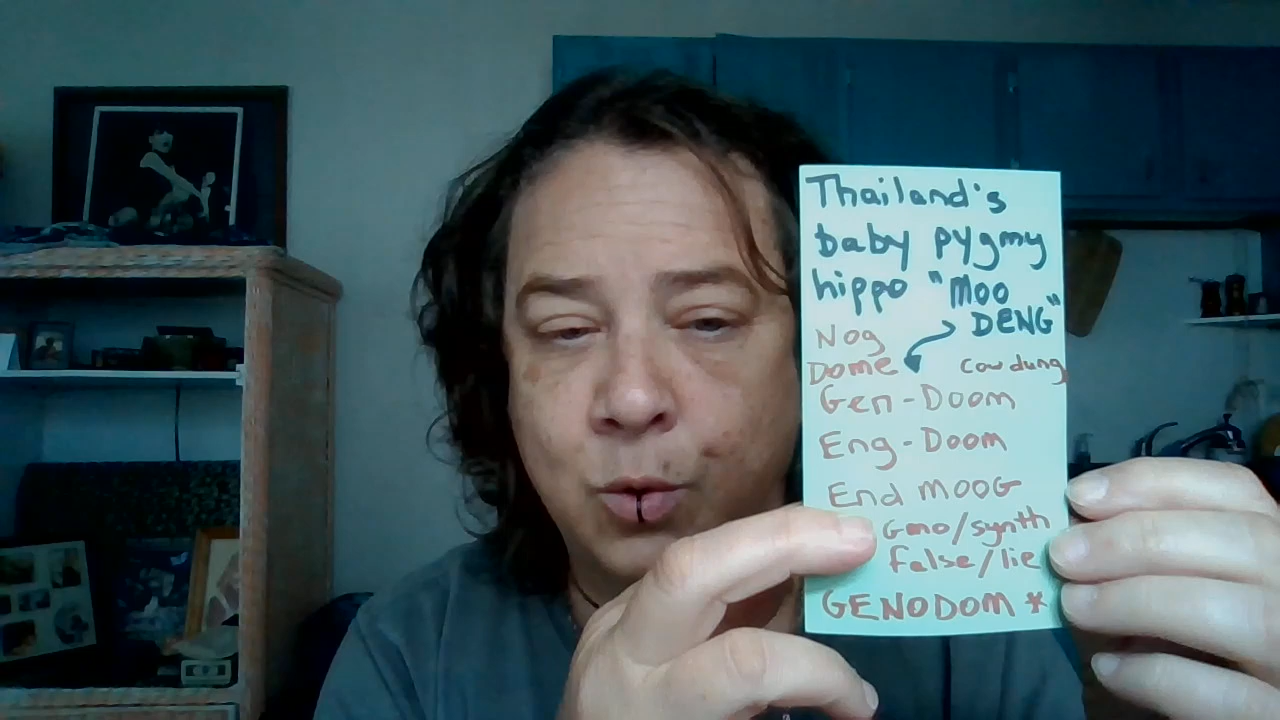 Thailand's
baby pygmy
hippo "MOO
DENG"
Nog
Dome cow dung
Gen-Doom
Eng-Doom
End MOOG
Gmo/synth
false/lie
GENODOM *